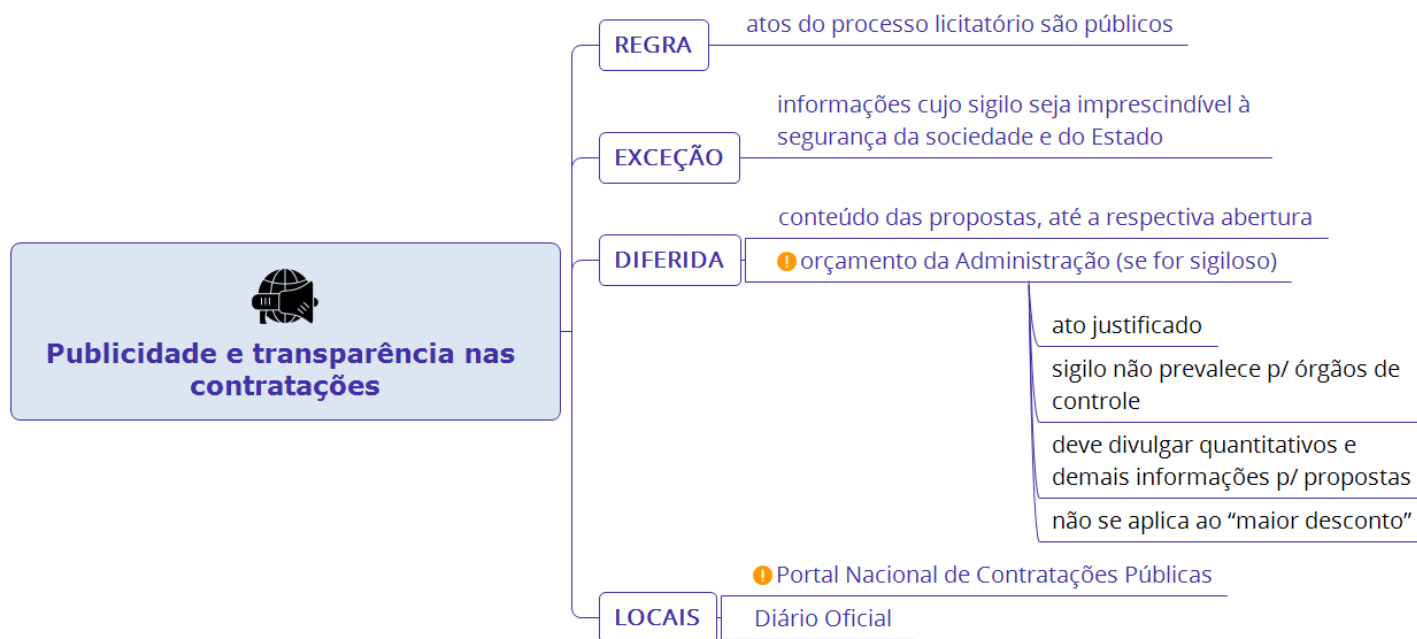 Publicidade e transparência nas
contratações
REGRA
atos do processo licitatório são públicos
EXCEÇÃO
informações cujo sigilo seja imprescindível à
segurança da sociedade e do Estado
DIFERIDA
conteúdo das propostas, até a respectiva abertura
orçamento da Administração (se for sigiloso)
ato justificado
sigilo não prevalece p/ órgãos de
controle
deve divulgar quantitativos e
demais informações p/ propostas
não se aplica ao “maior desconto”
LOCAIS
Portal Nacional de Contratações Públicas
Diário Oficial